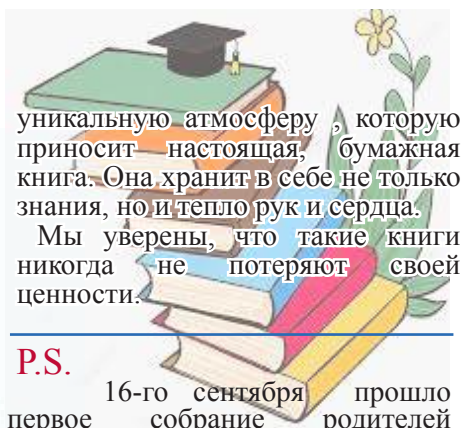 уникальную атмосферу , которую
приносит настоящая, бумажная
книга. Она хранит в себе не только
знания, но и тепло рук и сердца.
Мы уверены, что такие книги
никогда не потеряют своей
ценности.
P.S.
16-го сентября прошло
первое собрание родителей